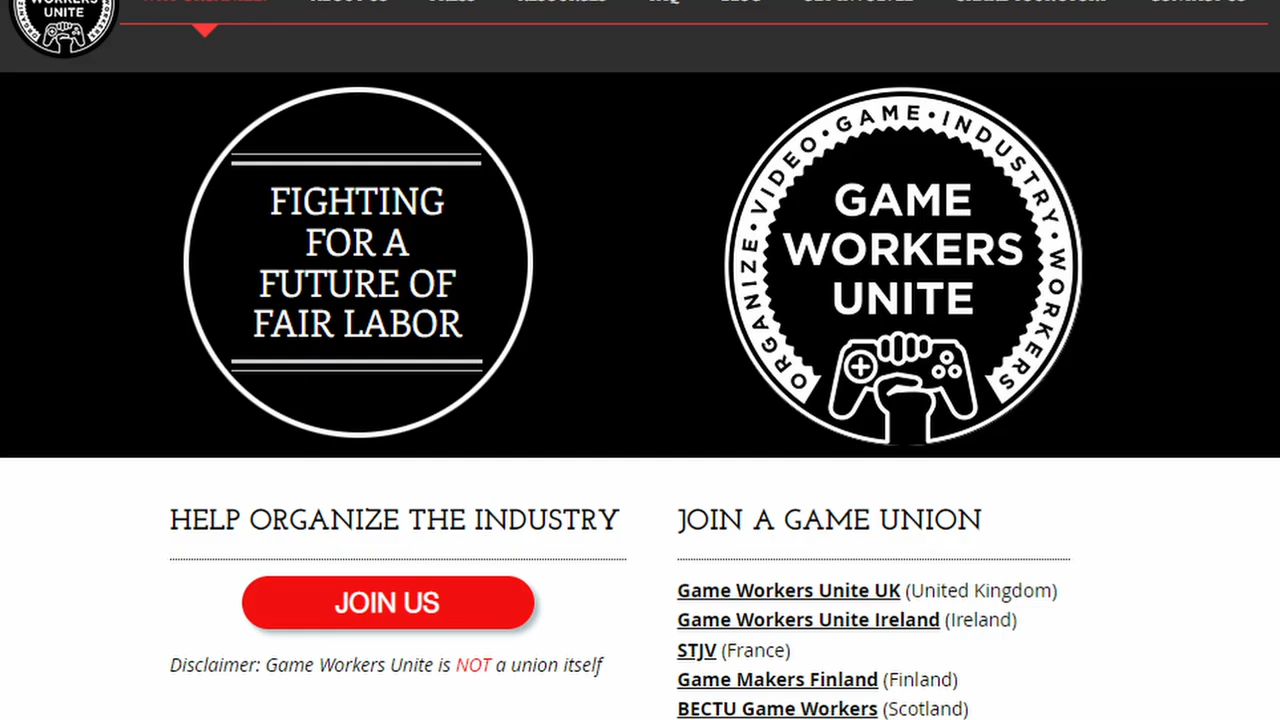 WORKERS
UNITE
FIGHTING
FOR A
FUTURE OF
FAIR LABOR
ORGANIZE • VIDEO • GAME • INDUSTRY • WORKERS
GAME
WORKERS
UNITE
HELP ORGANIZE THE INDUSTRY
JOIN US
Disclaimer: Game Workers Unite is NOT a union itself
JOIN A GAME UNION
Game Workers Unite UK (United Kingdom)
Game Workers Unite Ireland (Ireland)
STJV (France)
Game Makers Finland (Finland)
BECTU Game Workers (Scotland)